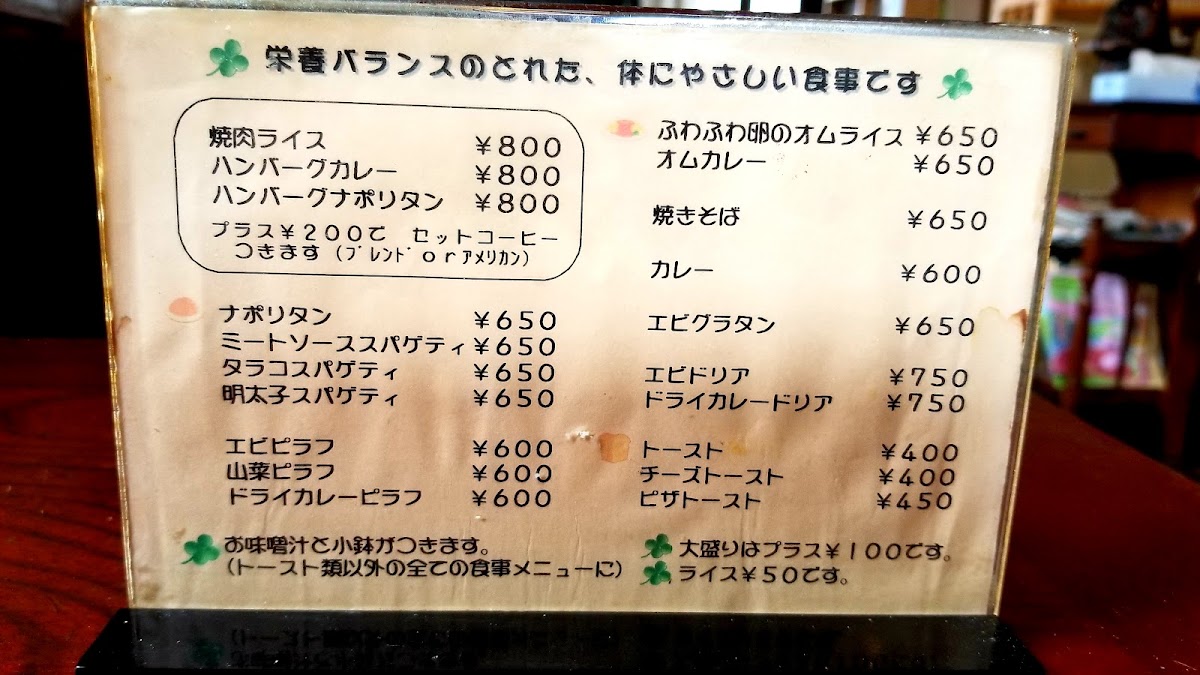 栄養バランスのとれた、体にやさしい食事です
焼肉ライス ¥800
ハンバーグカレー ¥800
ハンバーグナポリタン ¥800
プラス¥200で セットコーヒー
つきます(ブレンドorアメリカン)
ナポリタン ¥650
ミートソーススパゲティ ¥650
タラコスパゲティ ¥650
明太子スパゲティ ¥650
エビピラフ ¥600
山菜ピラフ ¥600
ドライカレーピラフ ¥600
お味噌汁と小鉢がつきます。
(トースト類以外の全ての食事メニューに)
ふわふわ卵のオムライス ¥650
オムカレー ¥650
焼きそば ¥650
カレー ¥600
エビグラタン ¥650
エビドリア ¥750
ドライカレードリア ¥750
トースト ¥400
チーズトースト ¥400
ピザトースト ¥450
大盛りはプラス¥100です。
ライス¥50です。